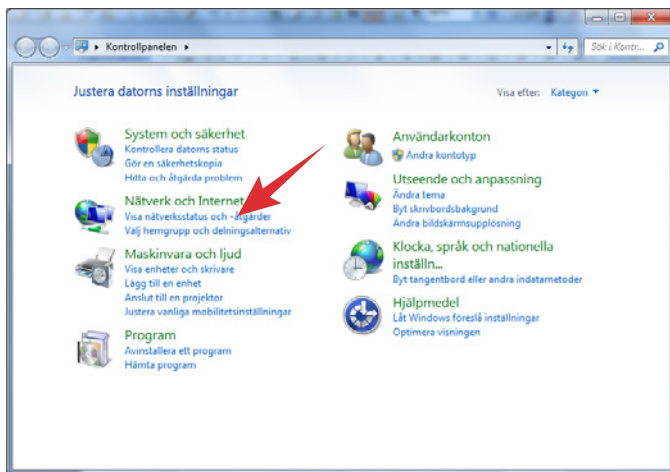 Kontrollpanelen
Sök i Kontr...
Justera datorns inställningar
Visa efter: Kategori
System och säkerhet
Kontrollera datorns status
Gör en säkerhetskopia
Hitta och åtgärda problem
Nätverk och Internet
Visa nätverksstatus och -åtgärder
Välj hemgrupp och delningsalternativ
Maskinvara och ljud
Visa enheter och skrivare
Lägg till en enhet
Anslut till en projektor
Justera vanliga mobilitetsinställningar
Program
Avinstallera ett program
Hämta program
Användarkonton
Ändra kontotyp
Utseende och anpassning
Ändra tema
Byt skrivbordsbakgrund
Ändra bildskärmsupplösning
Klocka, språk och nationella
inställn...
Byt tangentbord eller andra indatametoder
Hjälpmedel
Låt Windows föreslå inställningar
Optimera visningen